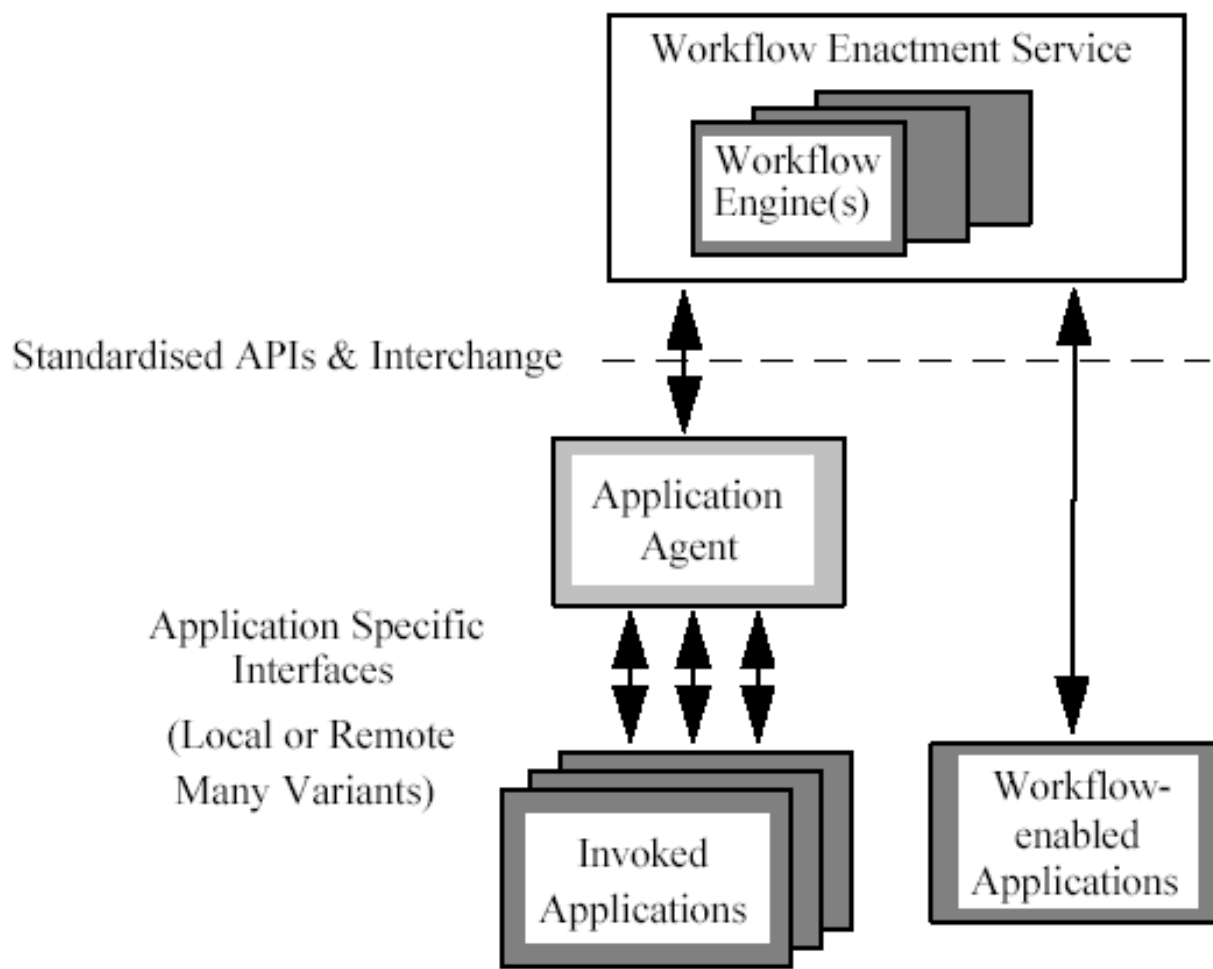 Workflow Enactment Service
Workflow
Engine(s)
Standardised APIs & Interchange
Application
Agent
Application Specific
Interfaces
(Local or Remote
Many Variants)
Invoked
Applications
Workflow-
enabled
Applications